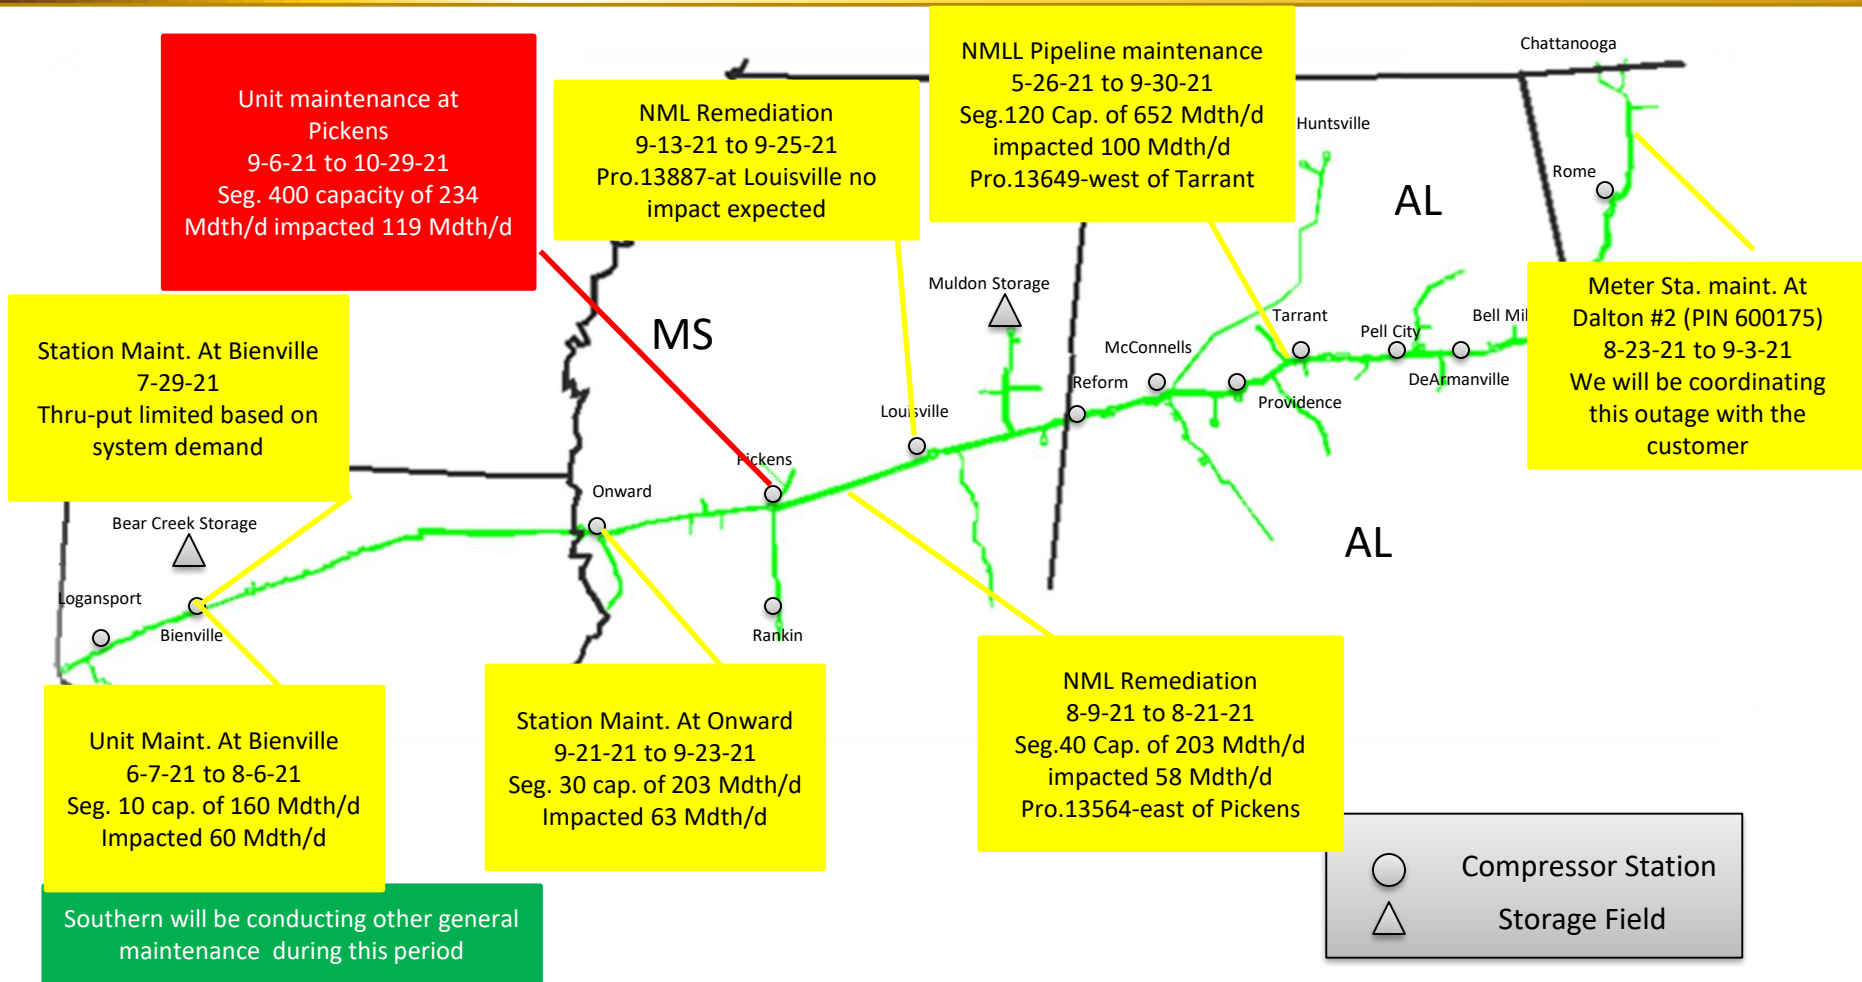 Unit maintenance at
Pickens
9-6-21 to 10-29-21
Seg. 400 capacity of 234
Mdth/d impacted 119 Mdth/d
NML Remediation
9-13-21 to 9-25-21
Pro.13887-at Louisville no
impact expected
NMLL Pipeline maintenance
5-26-21 to 9-30-21
Seg.120 Cap. of 652 Mdth/d
impacted 100 Mdth/d
Pro.13649-west of Tarrant
Chattanooga
Huntsville
Rome
AL
Meter Sta. maint. At
Dalton #2 (PIN 600175)
8-23-21 to 9-3-21
We will be coordinating
this outage with the
customer
Station Maint. At Bienville
7-29-21
Thru-put limited based on
system demand
MS
Muldon Storage
Tarrant
Pell City
Bell Mil
McConnells
Reform
DeArmanville
Providence
Louisville
Pickens
Onward
Bear Creek Storage
AL
Logansport
Bienville
Rankin
Unit Maint. At Bienville
6-7-21 to 8-6-21
Seg. 10 cap. of 160 Mdth/d
Impacted 60 Mdth/d
Station Maint. At Onward
9-21-21 to 9-23-21
Seg. 30 cap. of 203 Mdth/d
Impacted 63 Mdth/d
NML Remediation
8-9-21 to 8-21-21
Seg.40 Cap. of 203 Mdth/d
impacted 58 Mdth/d
Pro.13564-east of Pickens
Southern will be conducting other general
maintenance during this period
Compressor Station
Storage Field